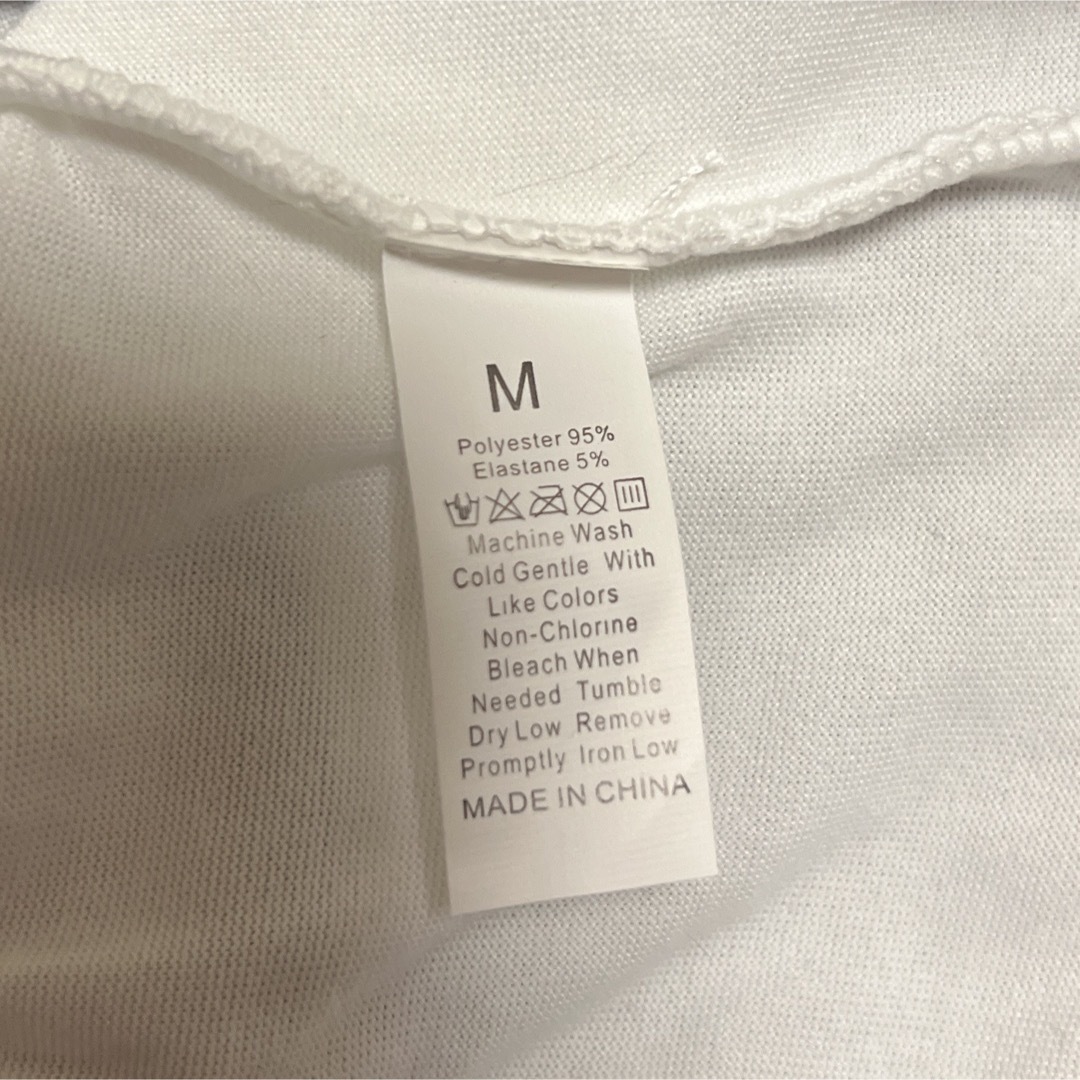 M
Polyester 95%
Elastane 5%
Machine Wash
Cold Gentle With
Like Colors
Non-Chlorine
Bleach When
Needed Tumble
Dry Low Remove
Promptly Iron Low
MADE IN CHINA